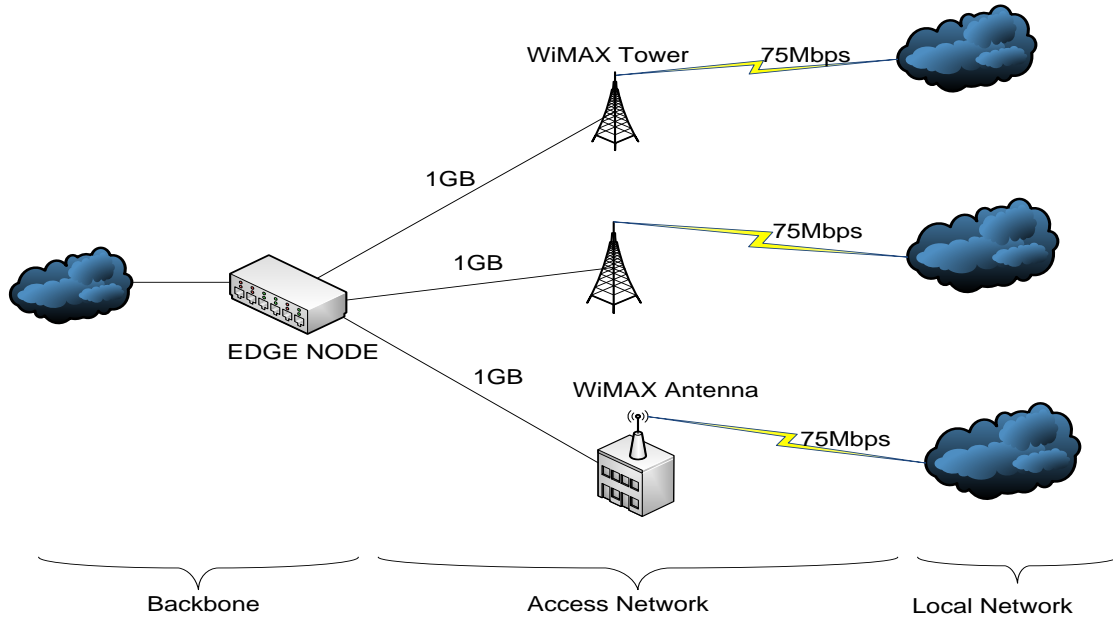 WiMAX Tower
75Mbps
1GB
1GB
75Mbps
EDGE NODE
1GB
WiMAX Antenna
75Mbps
Backbone
Access Network
Local Network